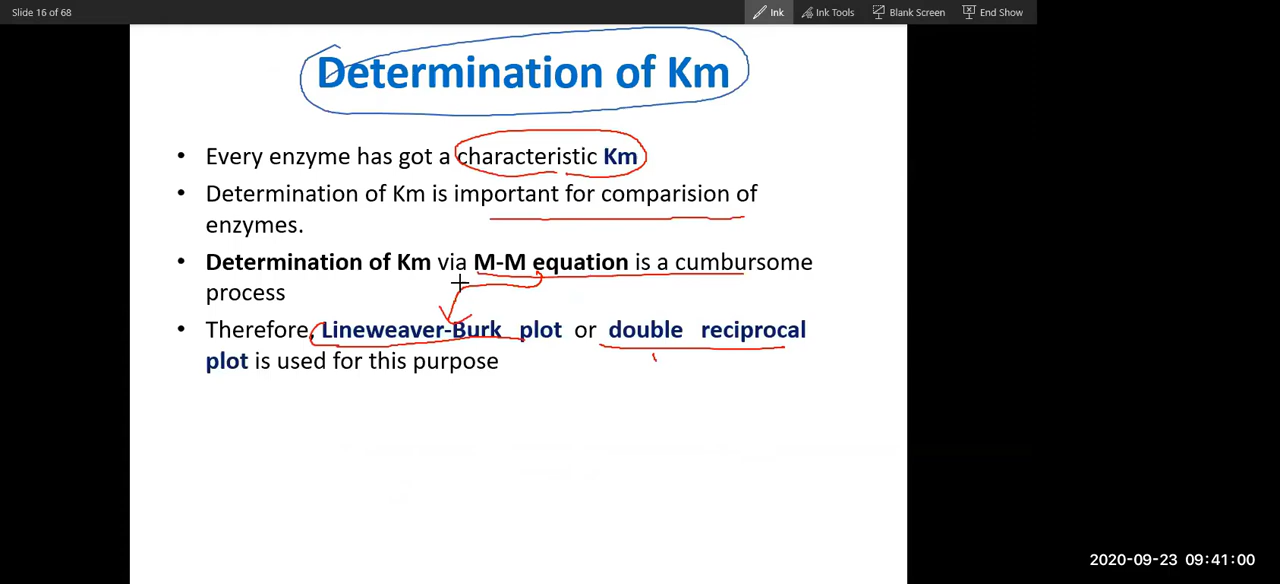 Slide 16 of 68
Ink
Ink Tools
Blank Screen
End Show
Determination of Km
• Every enzyme has got a characteristic Km
• Determination of Km is important for comparision of
enzymes.
• Determination of Km via M-M equation is a cumbursome
process
• Therefore, Lineweaver-Burk plot or double reciprocal
plot is used for this purpose
2020-09-23 09:41:00